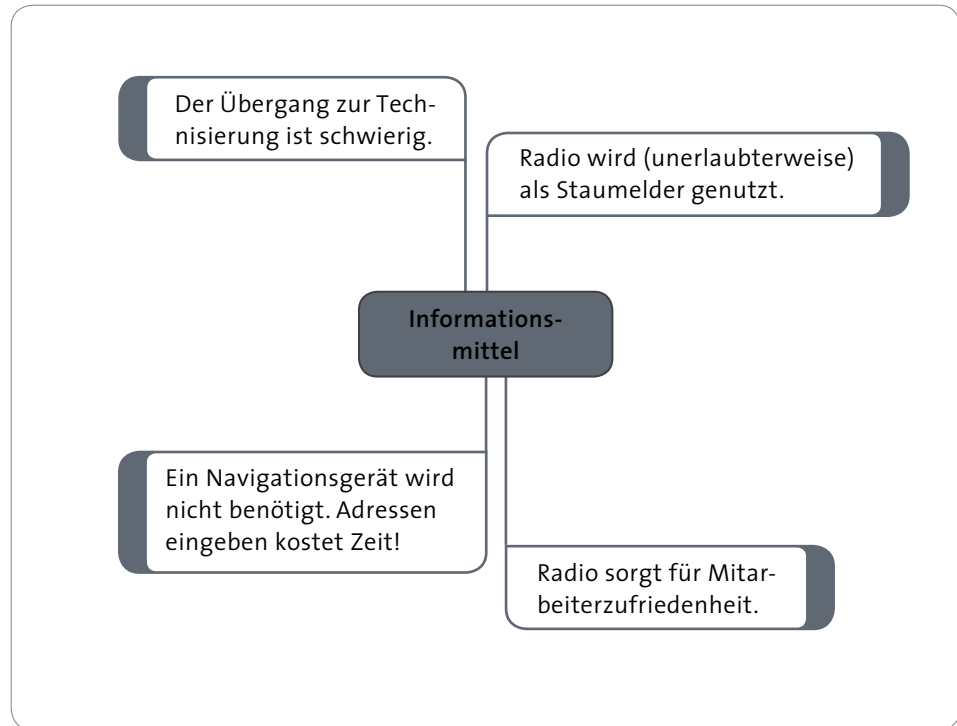 Der Übergang zur Tech-
nisierung ist schwierig.
Radio wird (unerlaubterweise)
als Staumelder genutzt.
Informations-
mittel
Ein Navigationsgerät wird
nicht benötigt. Adressen
eingeben kostet Zeit!
Radio sorgt für Mitar-
beiterzufriedenheit.